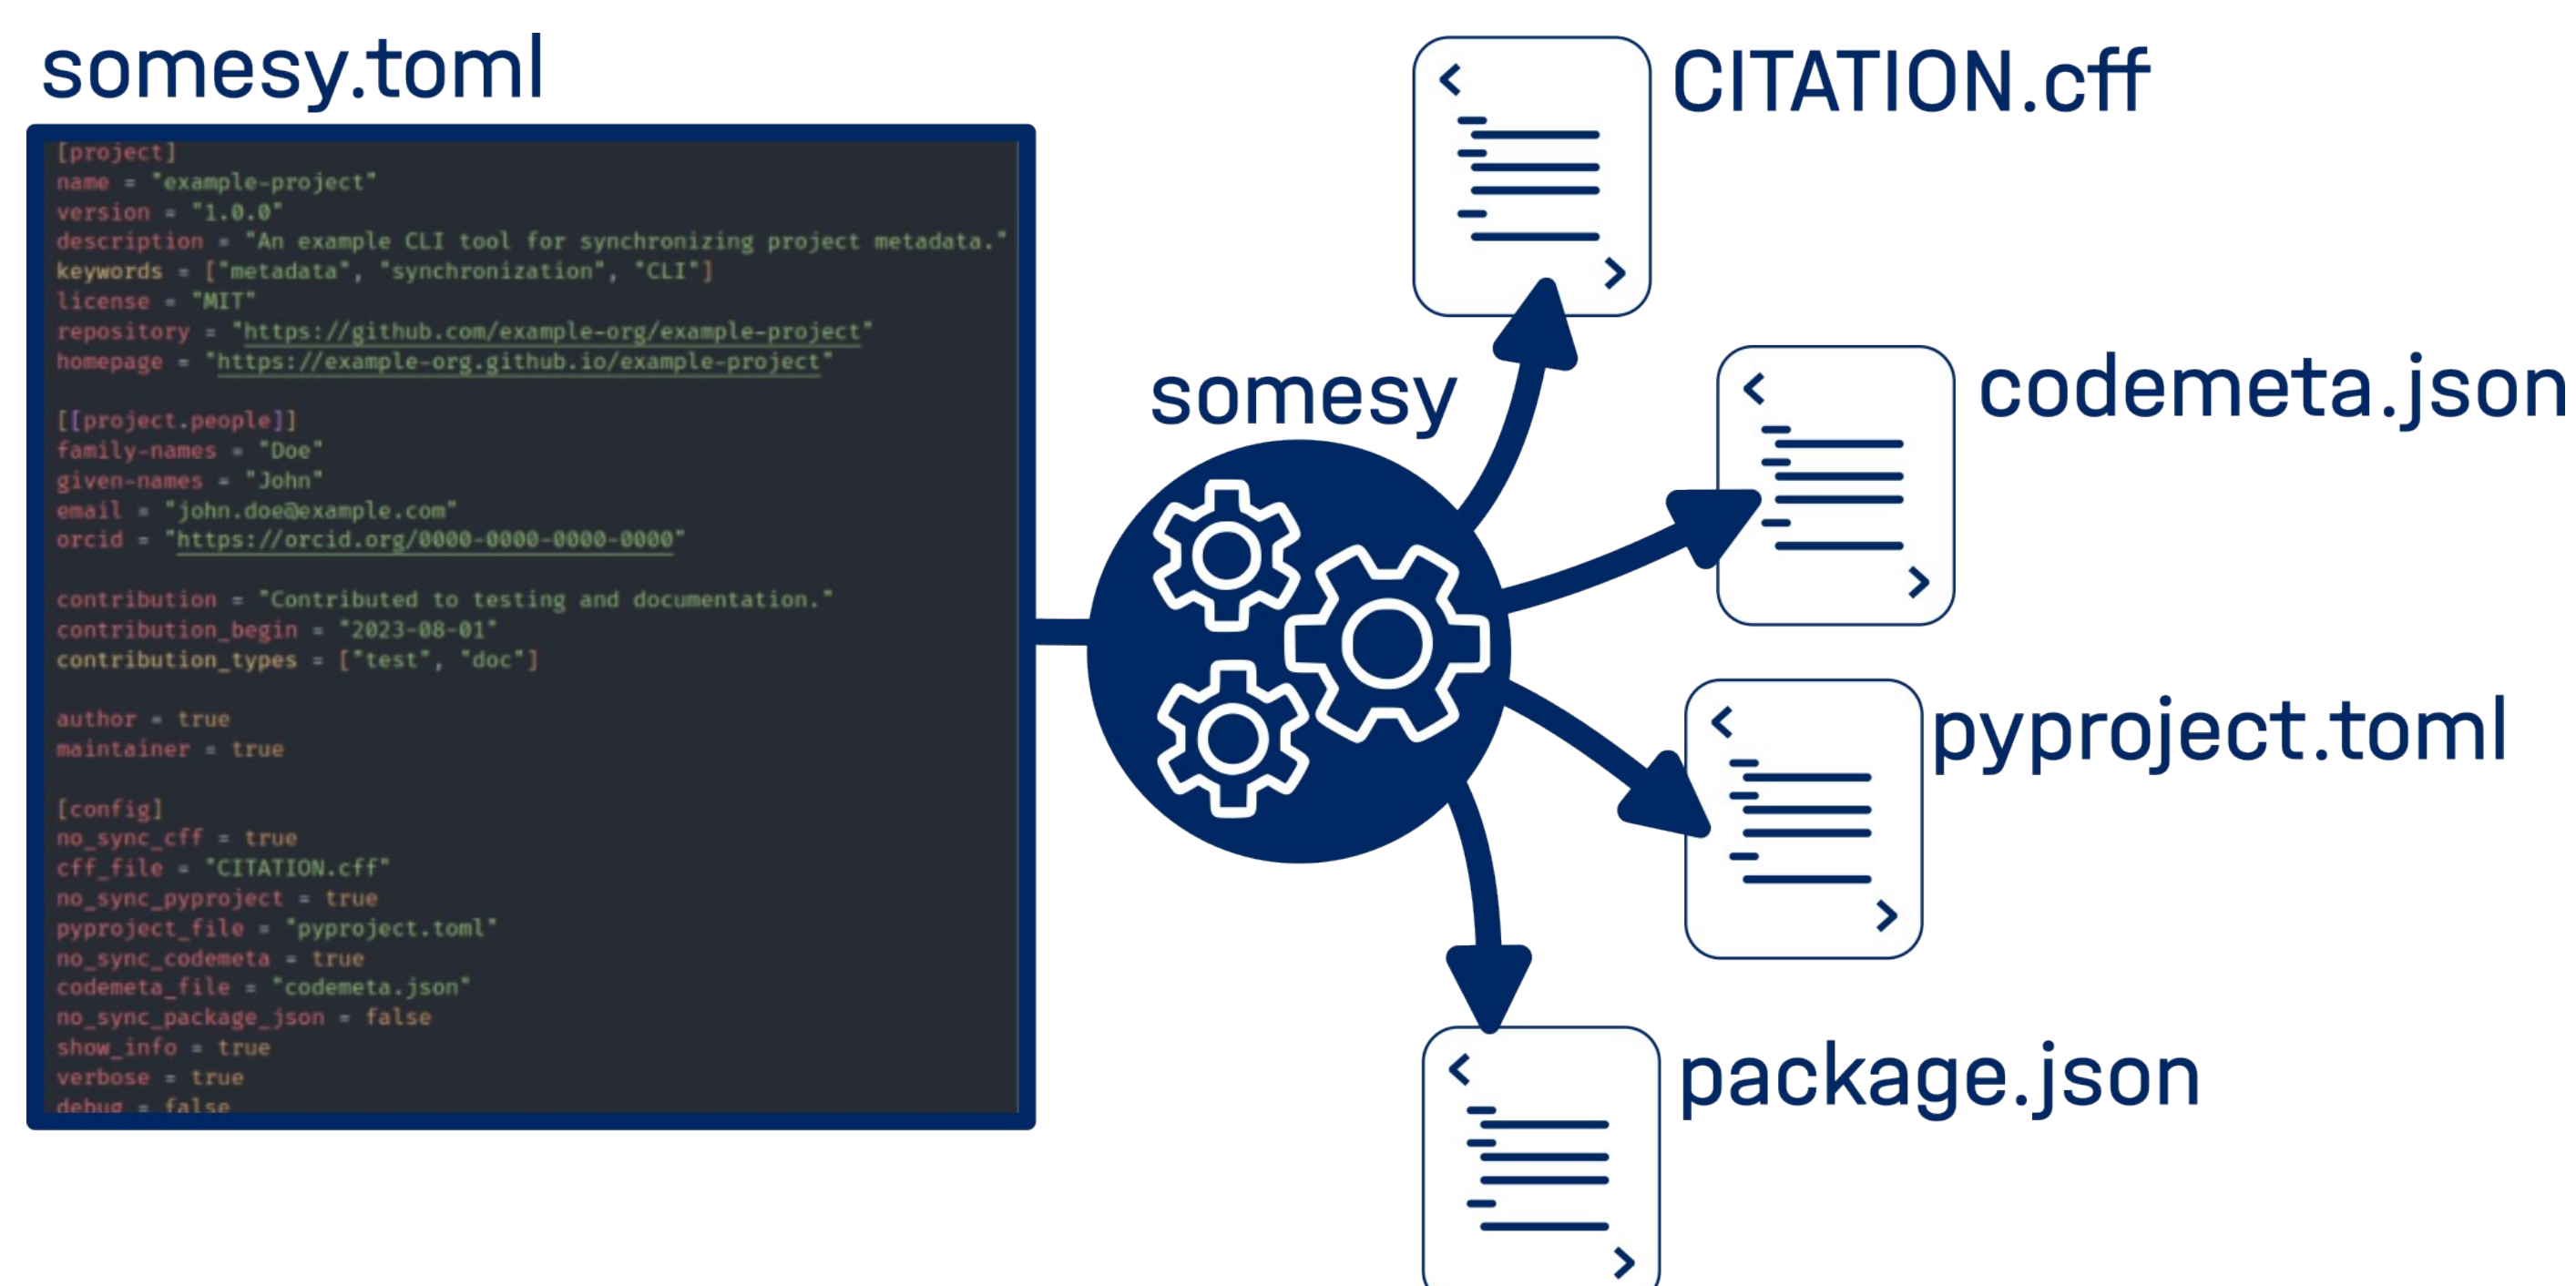 somesy.toml
[project]
name = "example-project"
version = "1.0.0"
description = "An example CLI tool for synchronizing project metadata."
keywords = ["metadata", "synchronization", "CLI"]
license = "MIT"
repository = "https://github.com/example-org/example-project"
homepage = "https://example-org.github.io/example-project"
[[project.people]]
family-names = "Doe"
given-names = "John"
email = "john.doe@example.com"
orcid = "https://orcid.org/0000-0000-0000-0000"
contribution = "Contributed to testing and documentation."
contribution_begin = "2023-08-01"
contribution_types = ["test", "doc"]
author = true
maintainer = true
[config]
no_sync_cff = true
cff_file = "CITATION.cff"
no_sync_pyproject = true
pyproject_file = "pyproject.toml"
no_sync_codemeta = true
codemeta_file = "codemeta.json"
no_sync_package_json = false
show_info = true
verbose = true
debug = false
somesy
CITATION.cff
codemeta.json
pyproject.toml
package.json